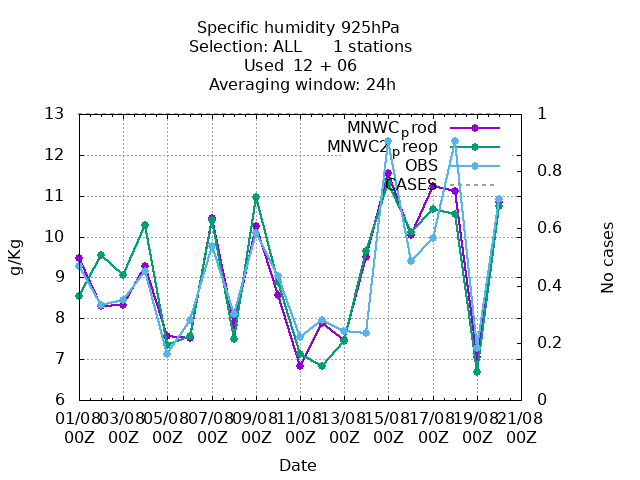 Specific humidity 925hPa
Selection: ALL 1 stations
Used 12 + 06
Averaging window: 24h
13
12
11
10
9
8
7
6
g/Kg
1
0.8
0.6
0.4
0.2
0
No cases
MNWC_prod
MNWC2_preop
OBS
CASES
01/08 03/08 05/08 07/08 09/08 11/08 13/08 15/08 17/08 19/08 21/08
00Z 00Z 00Z 00Z 00Z 00Z 00Z 00Z 00Z 00Z 00Z
Date